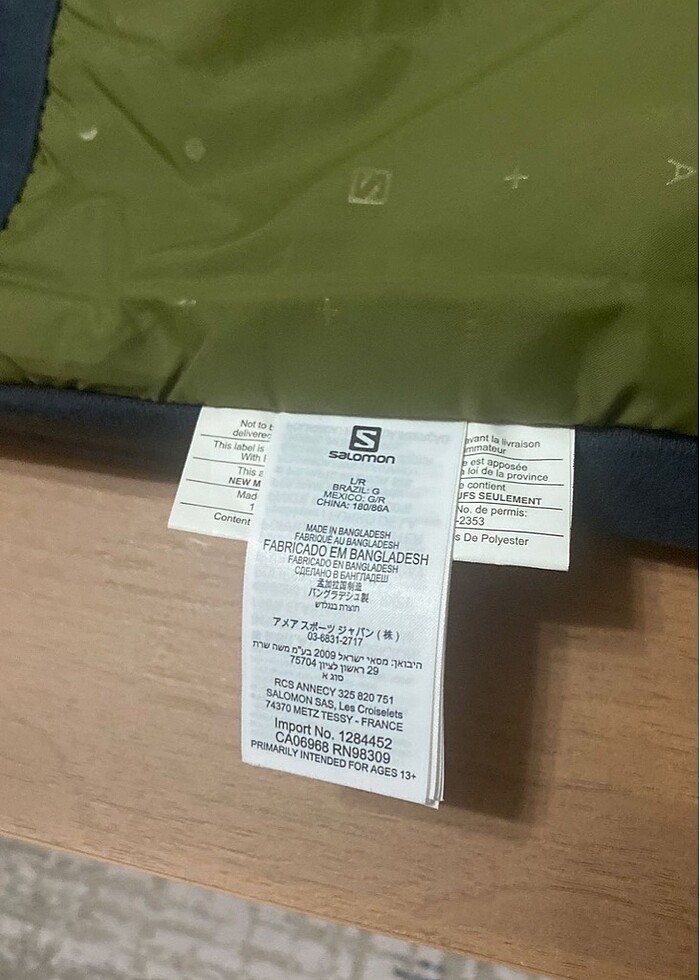 S
A
Not to b
delivered
This label is
With l
This a
NEW M
Made
1
Content
S
salomon
L/R
BRAZIL: G
MEXICO: G/R
CHINA: 180/86A
MADE IN BANGLADESH
FABRIQUÉ AU BANGLADESH
FABRICADO EM BANGLADESH
FABRICADO EN BANGLADESH
СДЕЛАНО В БАНГЛАДЕШ
孟加拉国制造
バングラデシュ製
תוצרת בנגלדש
アメア スポーツ ジャパン (株)
03-6831-2717
היבואן: מסאי ישראל 2009 בע"מ משה שרת
29 ראשון לציון 75704
סוג א
RCS ANNECY 325 820 751
SALOMON SAS, Les Croiselets
74370 METZ TESSY - FRANCE
Import No. 1284452
CA06968 RN98309
PRIMARILY INTENDED FOR AGES 13+
avant la livraison
mmateur
e est apposée
a loi de la province
e contient
UFS SEULEMENT
No. de permis:
-2353
s De Polyester